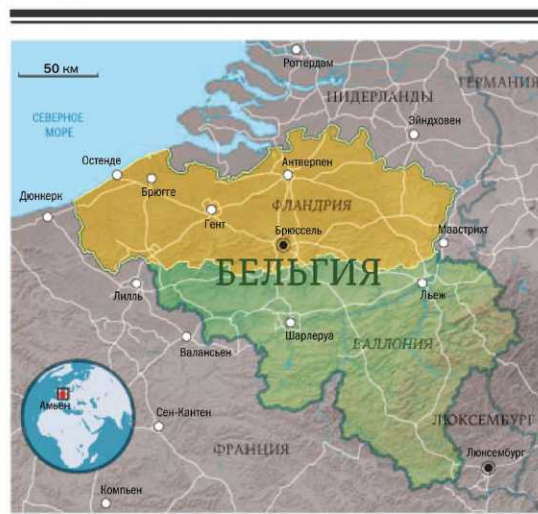 50 км
Роттердам
ГЕРМАНИЯ
НИДЕРЛАНДЫ
СЕВЕРНОЕ
МОРЕ
Эйндховен
Остенде
Антверпен
Брюгге
Дюнкерк
ФЛАНДРИЯ
Гент
Брюссель
Маастрихт
БЕЛЬГИЯ
Лилль
Льеж
Шарлеруа
Валансьен
ВАЛЛОНИЯ
Амьен
Сен-Кантен
ЛЮКСЕМБУРГ
ФРАНЦИЯ
Люксембург
Компьен